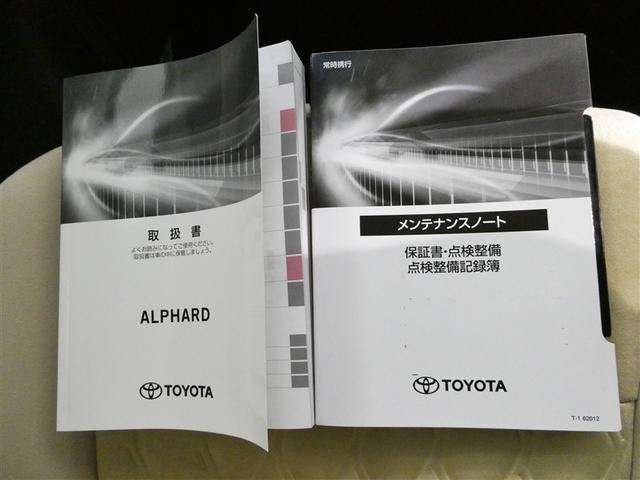 取扱書
よくお読みになってご使用ください。
取扱書は車の中に保管しましょう。
ALPHARD
TOYOTA
常時携行
メンテナンスノート
保証書・点検整備
点検整備記録簿
TOYOTA
T-1 62012